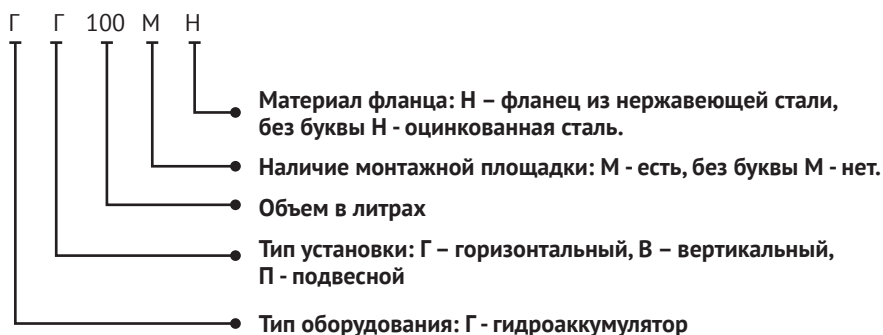 Г Г 100 М Н
Материал фланца: Н – фланец из нержавеющей стали,
без буквы Н - оцинкованная сталь.
Наличие монтажной площадки: М - есть, без буквы М - нет.
Объем в литрах
Тип установки: Г – горизонтальный, В – вертикальный,
П - подвесной
Тип оборудования: Г - гидроаккумулятор